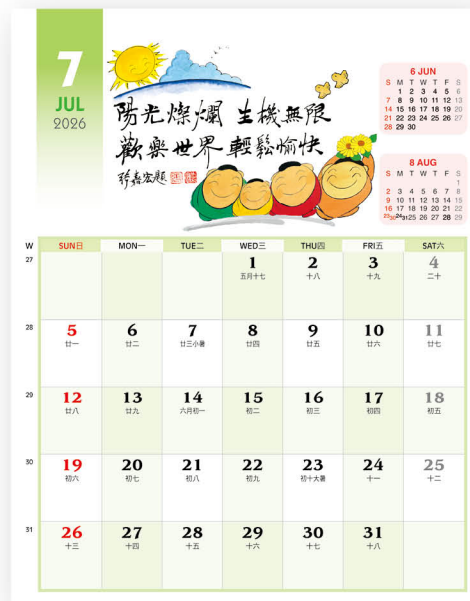 7
JUL
2026
陽光燦爛 生機無限
歡樂世界 輕鬆愉快
6 JUN
S M T W T F S
1 2 3 4 5 6
7 8 9 10 11 12 13
14 15 16 17 18 19 20
21 22 23 24 25 26 27
28 29 30
8 AUG
S M T W T F S
1
2 3 4 5 6 7 8
9 10 11 12 13 14 15
16 17 18 19 20 21 22
23 30 24 31 25 26 27 28 29
W SUN日 MON一 TUE二 WED三 THU四 FRI五 SAT六
27 1 2 3 4
五月十七 十八 十九 二十
28 5 6 7 8 9 10 11
廿一 廿二 廿三小暑 廿四 廿五 廿六 廿七
29 12 13 14 15 16 17 18
廿八 廿九 六月初一 初二 初三 初四 初五
30 19 20 21 22 23 24 25
初六 初七 初八 初九 初十大暑 十一 十二
31 26 27 28 29 30 31
十三 十四 十五 十六 十七 十八